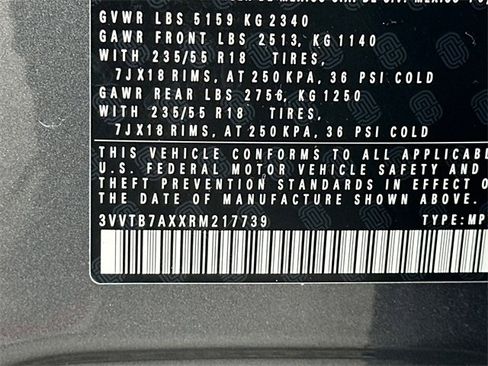 GVWR LBS 5159 KG 2340
GAWR FRONT LBS 2513, KG 1140
WITH 235/55 R18 TIRES,
7JX18 RIMS, AT 250 KPA, 36 PSI COLD
GAWR REAR LBS 2756, KG 1250
WITH 235/55 R18 TIRES,
7JX18 RIMS, AT 250 KPA, 36 PSI COLD
THIS VEHICLE CONFORMS TO ALL APPLICABLE
U.S. FEDERAL MOTOR VEHICLE SAFETY AND
THEFT PREVENTION STANDARDS IN EFFECT O
THE DATE OF MANUFACTURE SHOWN ABOVE.
3VVTB7AXXRM217739 TYPE: MP